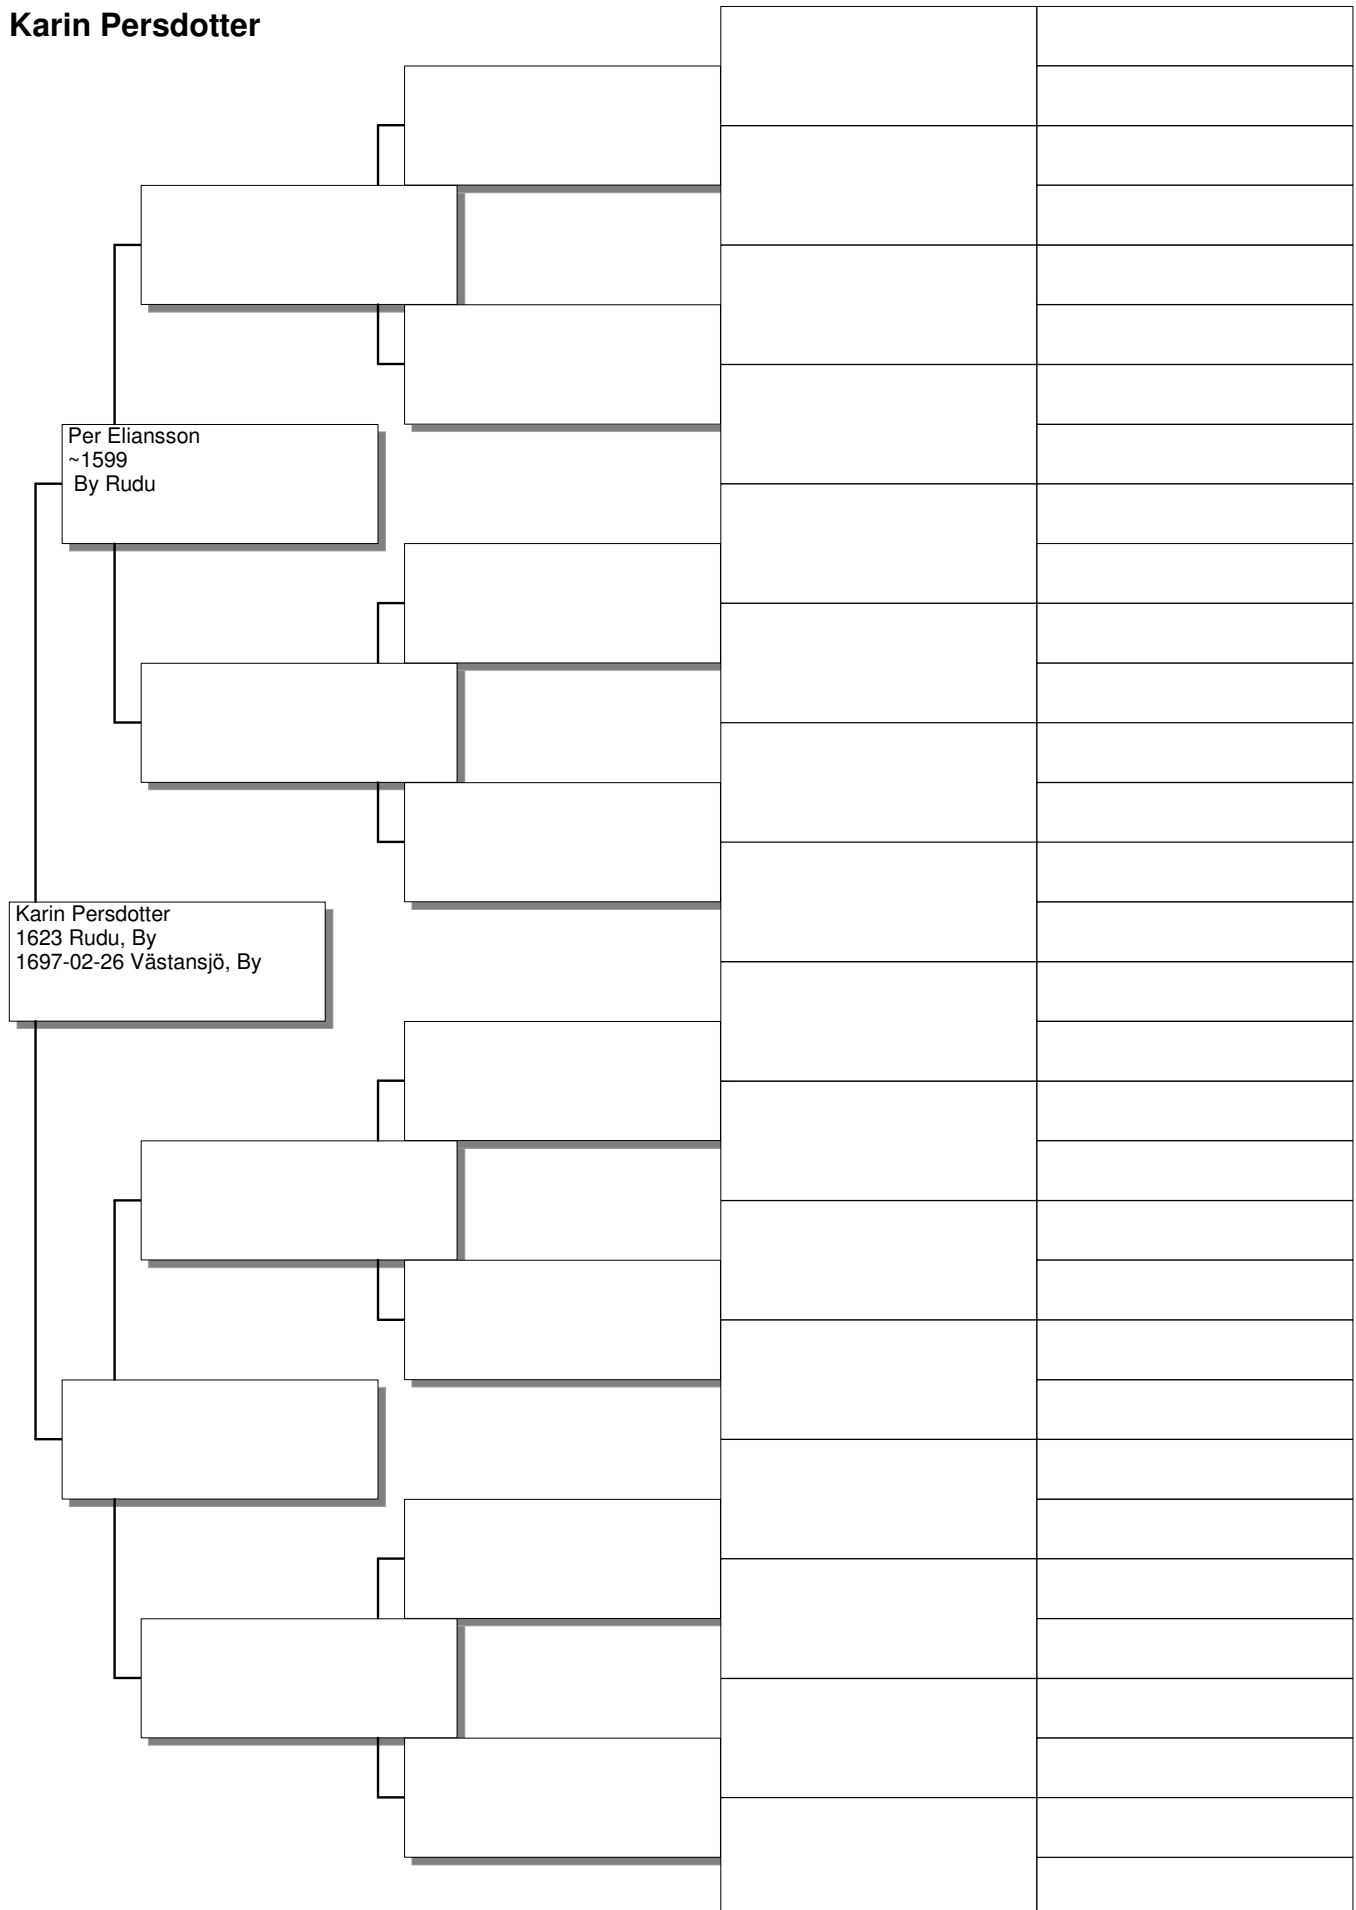 Karin Persdotter
Per Eliansson
~1599
By Rudu
Karin Persdotter
1623 Rudu, By
1697-02-26 Västansjö, By